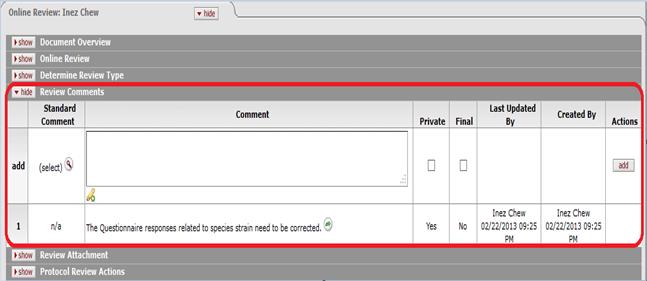 Online Review: Inez Chew hide
show Document Overview
show Online Review
show Determine Review Type
hide Review Comments
Standard Comment Comment Private Final Last Updated By Created By Actions
add (select) add
1 n/a The Questionnaire responses related to species strain need to be corrected. Yes No Inez Chew 02/22/2013 09:25 PM Inez Chew 02/22/2013 09:25 PM
show Review Attachment
show Protocol Review Actions